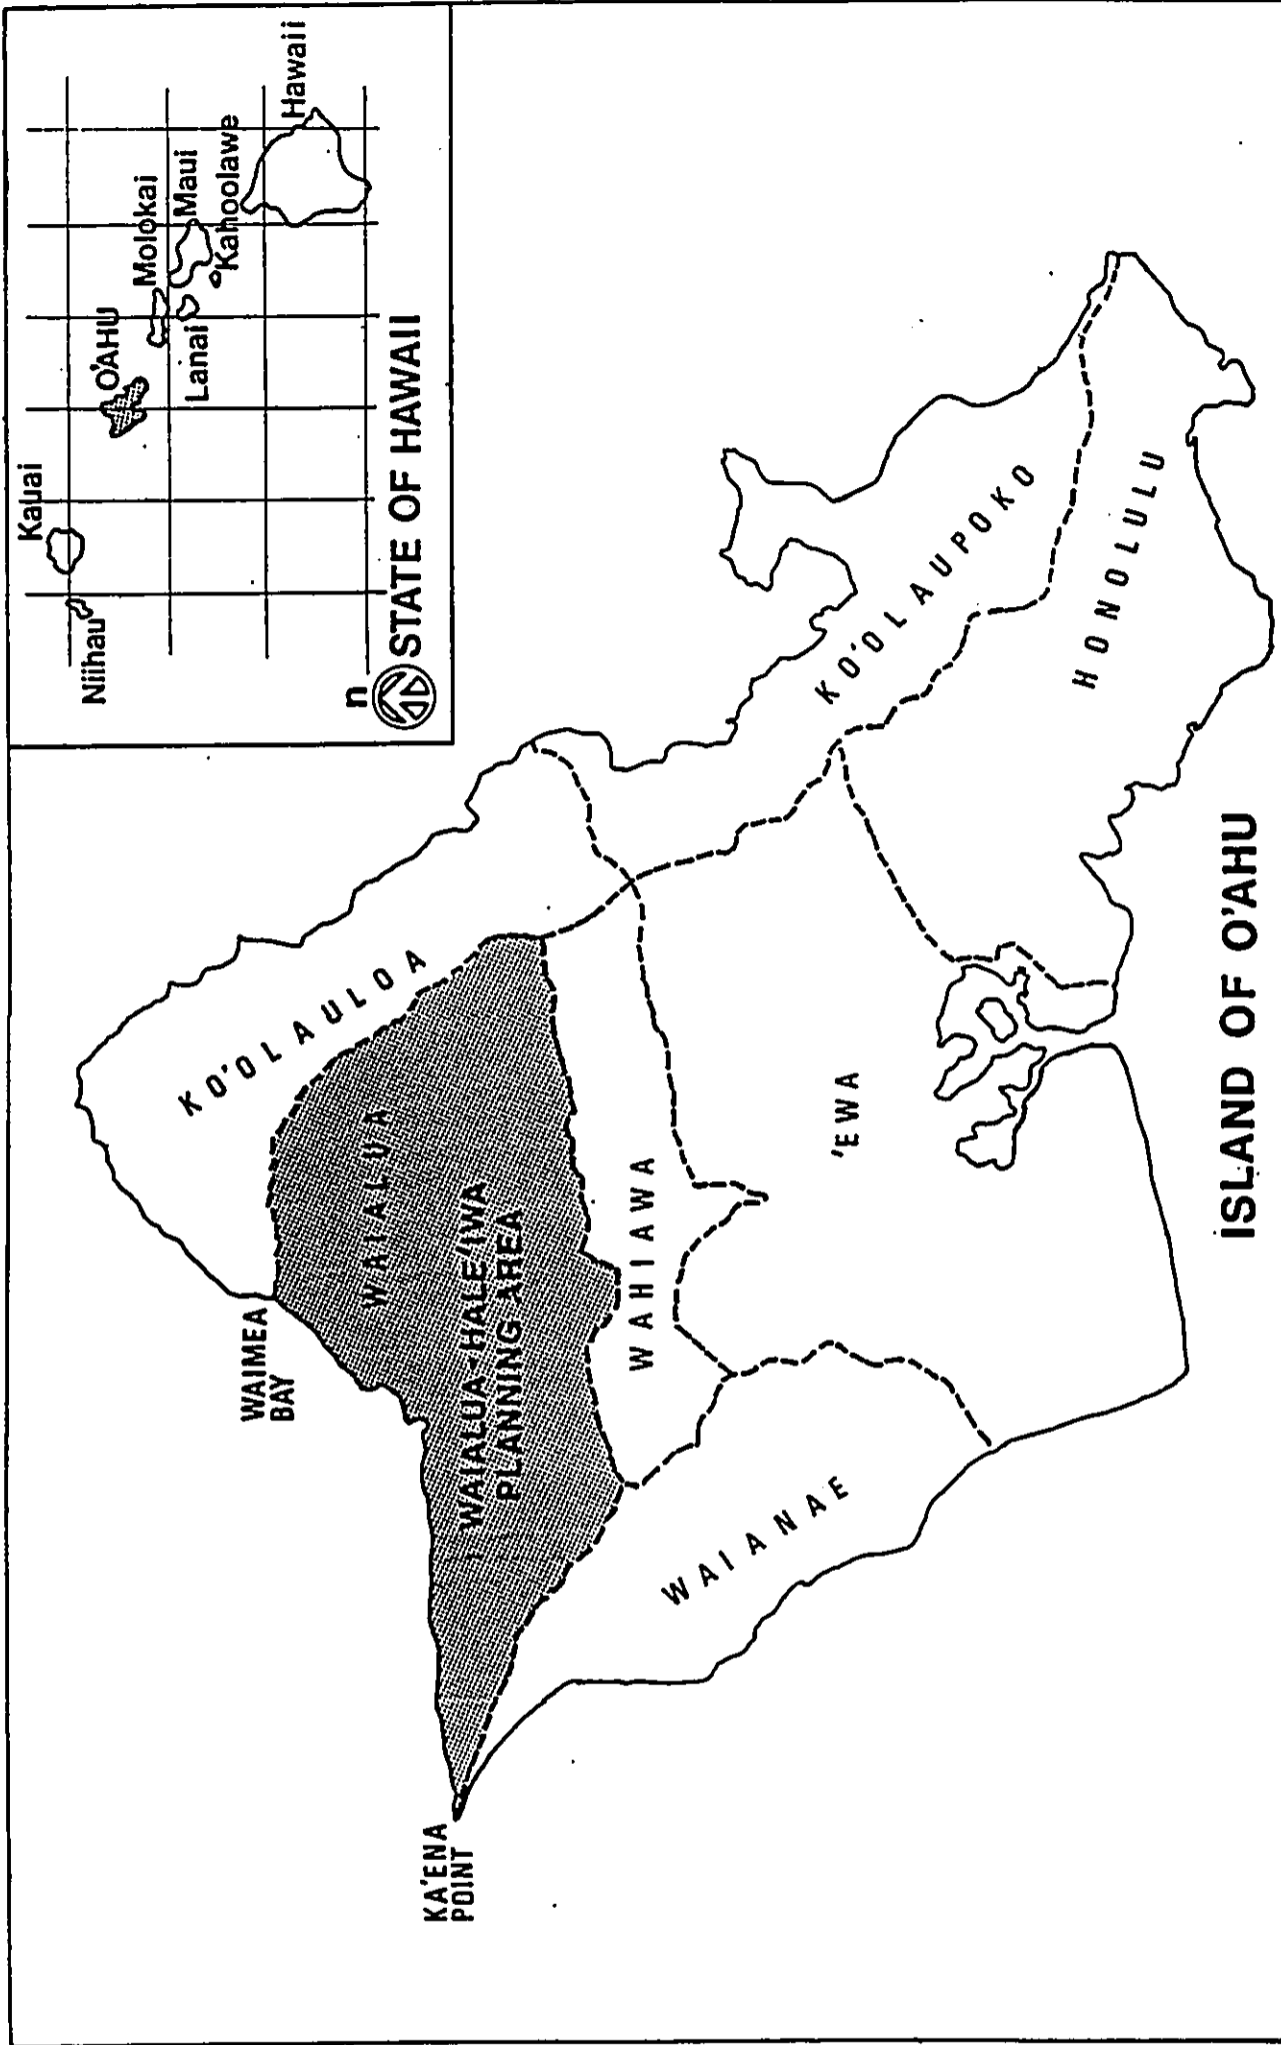 Kauai
Niihau
O'AHU
Molokai
Lanai
Maui
Kahoolawe
Hawaii
n
STATE OF HAWAII
WAIMEA
BAY
KA'ENA
POINT
KO'OLAULOA
WAIALUA
WAIALUA-HALE'IWA
PLANNING AREA
WAHIAWA
WAIANAE
'EWA
KO'OLAUPOKO
HONOLULU
ISLAND OF O'AHU